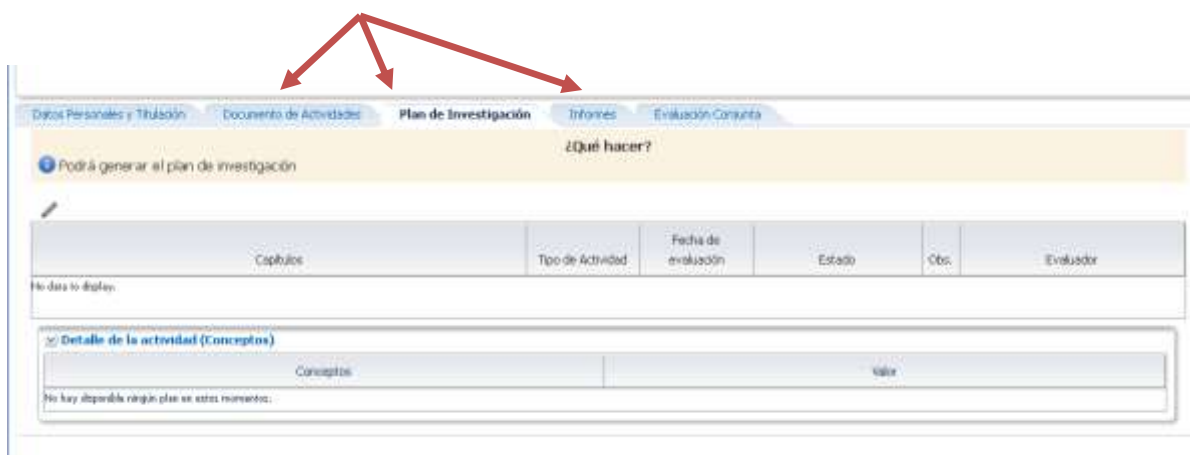 Datos Personales y Titulación Documento de Actividades Plan de Investigación Informes Evaluación Conjunta
¿Qué hacer?
Podrá generar el plan de investigación
Capítulos Tipo de Actividad Fecha de evaluación Estado Obs. Evaluador
No data to display.
Detalle de la actividad (Conceptos)
Conceptos Valor
No hay disponible ningún plan en estos momentos.